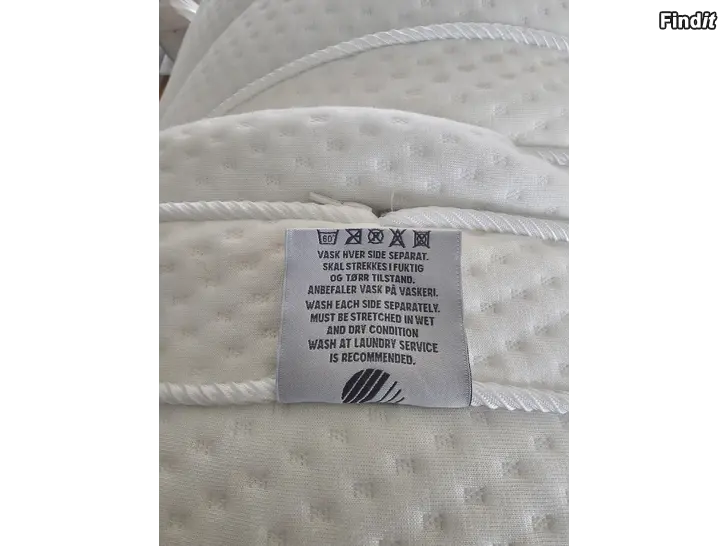 Findit
60°
VASK HVER SIDE SEPARAT.
SKAL STREKKES I FUKTIG
OG TØRR TILSTAND.
ANBEFALER VASK PÅ VASKERI.
WASH EACH SIDE SEPARATELY.
MUST BE STRETCHED IN WET
AND DRY CONDITION
WASH AT LAUNDRY SERVICE
IS RECOMMENDED.